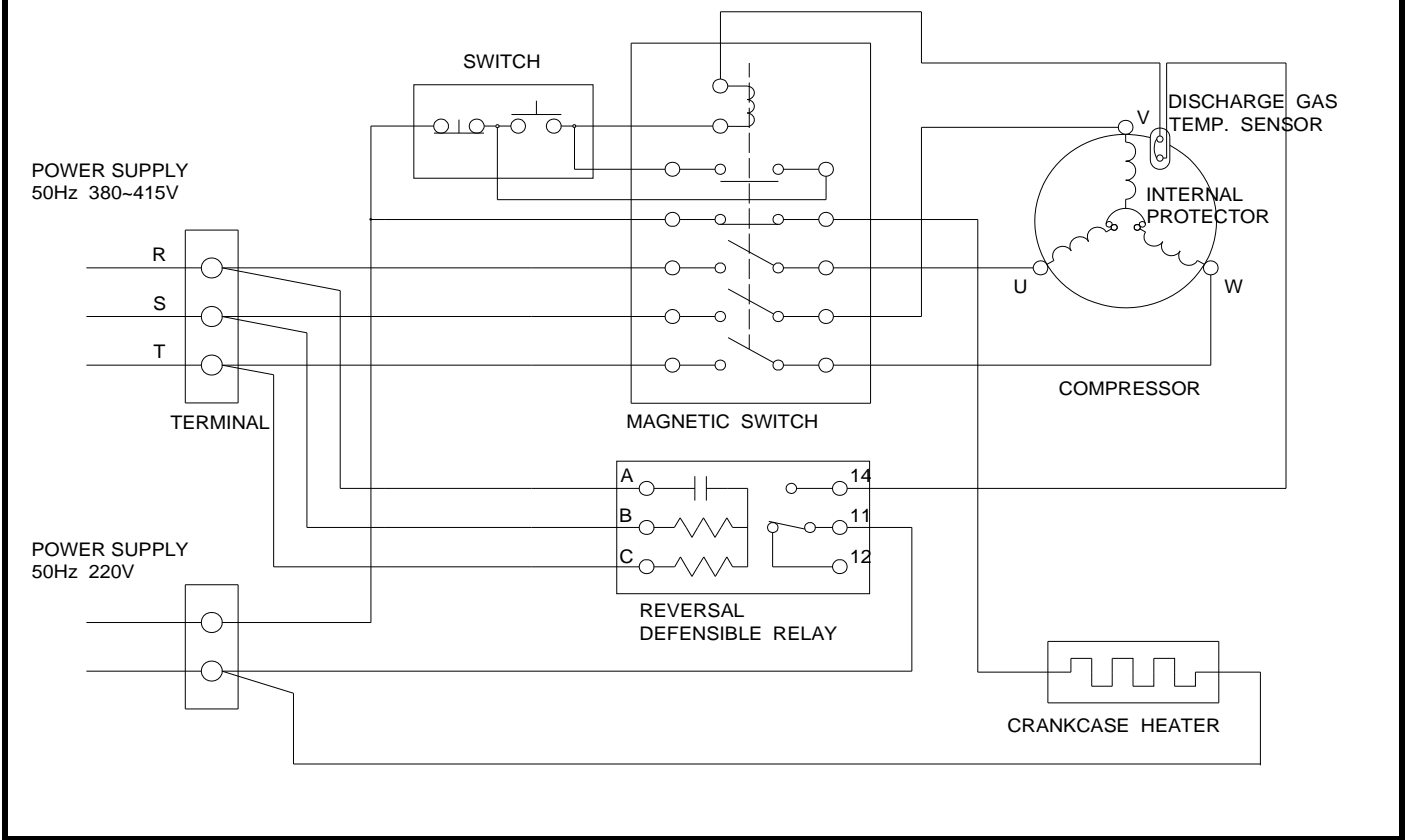 SWITCH
DISCHARGE GAS
TEMP. SENSOR
V
POWER SUPPLY
50Hz 380~415V
INTERNAL
PROTECTOR
R
U
W
S
T
COMPRESSOR
TERMINAL
MAGNETIC SWITCH
A
14
B
11
C
12
POWER SUPPLY
50Hz 220V
REVERSAL
DEFENSIBLE RELAY
CRANKCASE HEATER